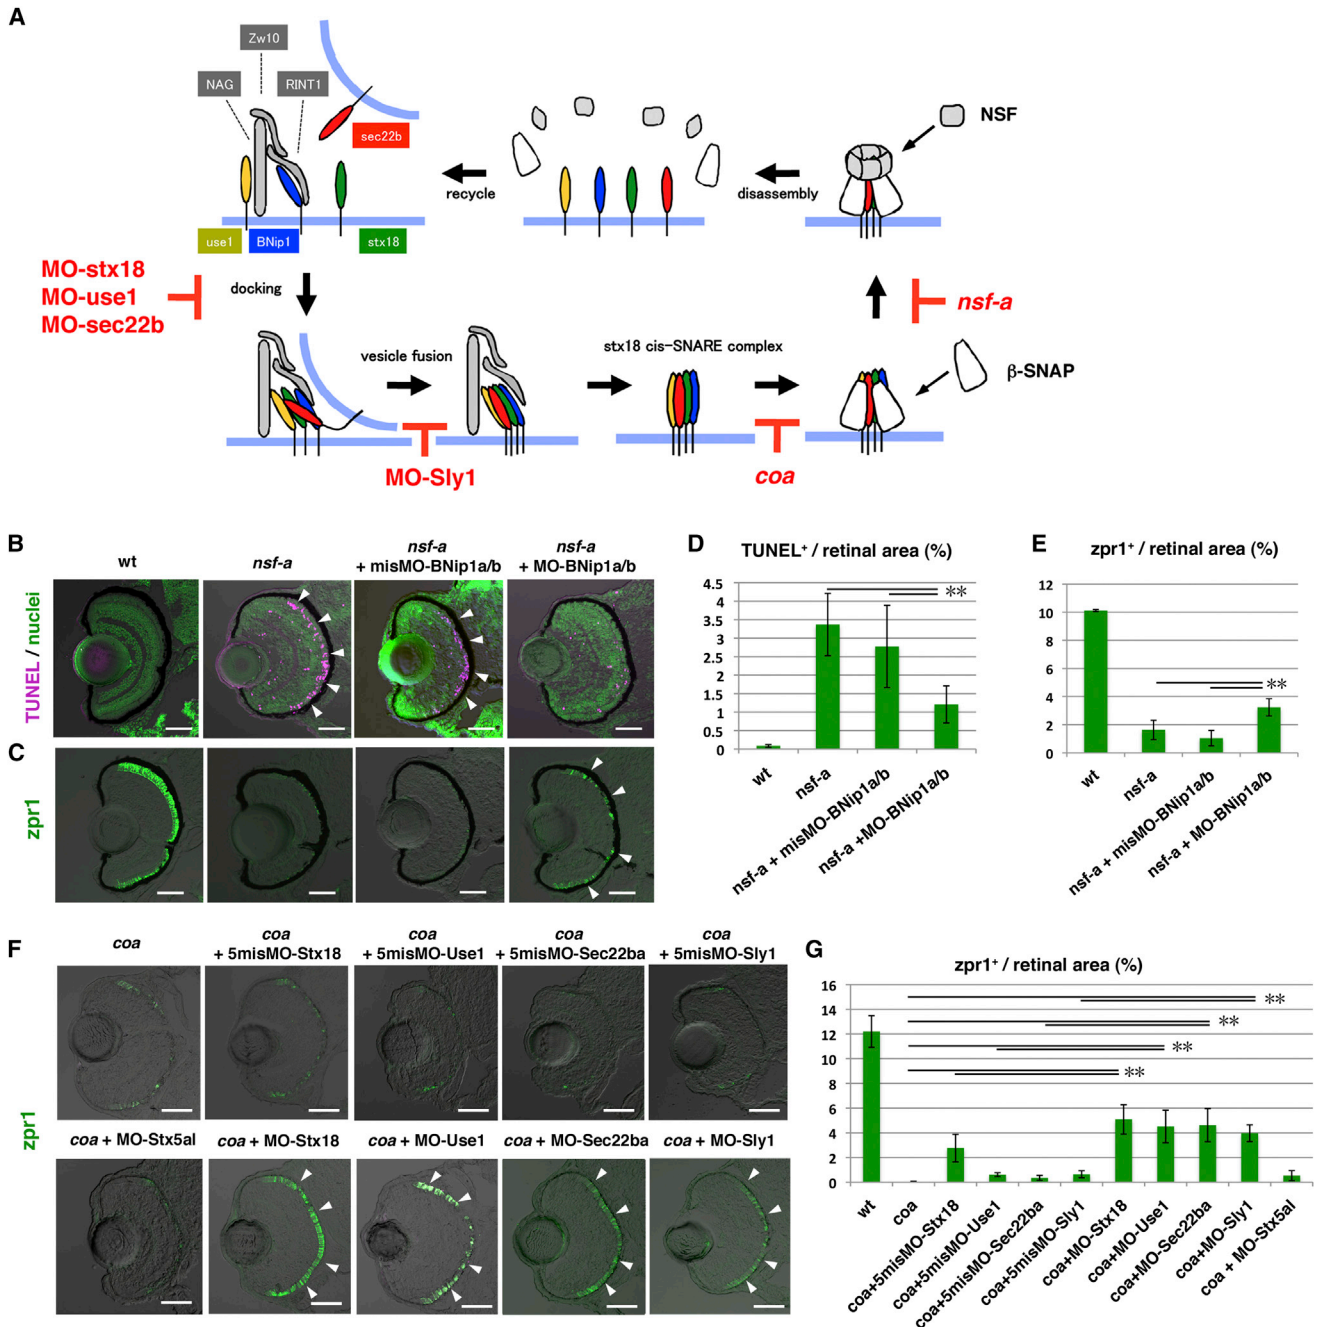 A
Zw10
NAG
RINT1
sec22b
use1
BNip1
stx18
recycle
disassembly
NSF
MO-stx18
MO-use1
MO-sec22b
docking
vesicle fusion
stx18 cis-SNARE complex
nsf-a
β-SNAP
MO-Sly1
coa
B
wt
nsf-a
nsf-a
+ misMO-BNip1a/b
nsf-a
+ MO-BNip1a/b
TUNEL / nuclei
C
zpr1
D
TUNEL⁺ / retinal area (%)
4.5
4
3.5
3
2.5
2
1.5
1
0.5
0
**
wt
nsf-a
nsf-a + misMO-BNip1a/b
nsf-a +MO-BNip1a/b
E
zpr1⁺ / retinal area (%)
12
10
8
6
4
2
0
**
wt
nsf-a
nsf-a + misMO-BNip1a/b
nsf-a + MO-BNip1a/b
F
coa
coa
+ 5misMO-Stx18
coa
+ 5misMO-Use1
coa
+ 5misMO-Sec22ba
coa
+ 5misMO-Sly1
zpr1
coa + MO-Stx5al
coa + MO-Stx18
coa + MO-Use1
coa + MO-Sec22ba
coa + MO-Sly1
G
zpr1⁺ / retinal area (%)
16
14
12
10
8
6
4
2
0
**
**
**
**
wt
coa
coa+5misMO-Stx18
coa+5misMO-Use1
coa+5misMO-Sec22ba
coa+5misMO-Sly1
coa+MO-Stx18
coa+MO-Use1
coa+MO-Sec22ba
coa+MO-Sly1
coa + MO-Stx5al